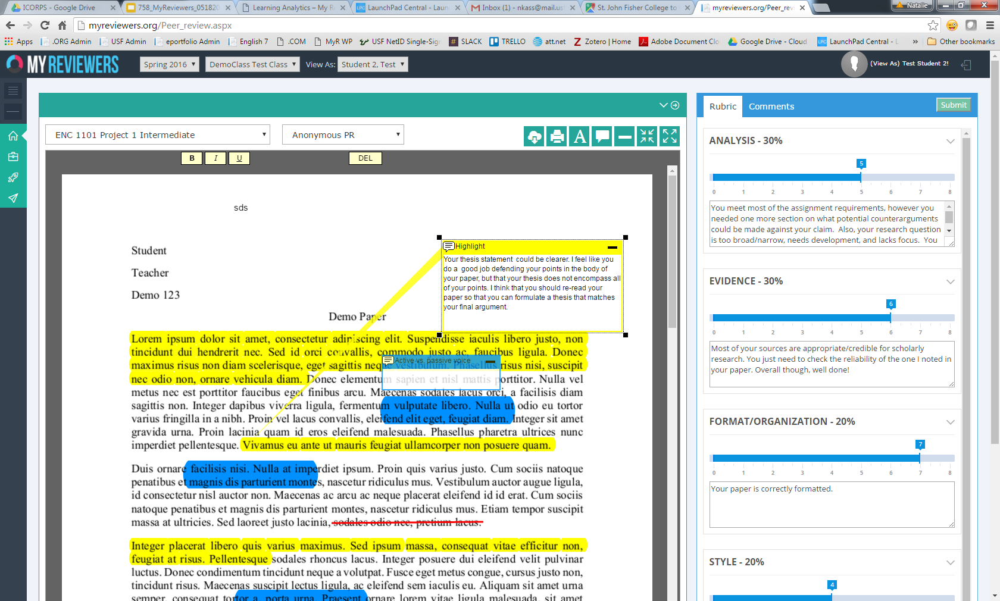 ICORPS - Google Drive
758_MyReviewers_051820
Learning Analytics – My R
LaunchPad Central - Laun
Inbox (1) - nkass@mail.us
St. John Fisher College to
myreviewers.org/Peer_rev
Natalie
myreviewers.org/Peer_review.aspx
Apps
.ORG Admin
USF Admin
eportfolio Admin
English 7
.COM
MyR WP
USF NetID Single-Sign
SLACK
TRELLO
att.net
Zotero | Home
Adobe Document Clo
Google Drive - Cloud
LaunchPad Central - L
»
Other bookmarks
MYREVIEWERS
Spring 2016
DemoClass Test Class
View As:
Student 2, Test
(View As) Test Student 2!
ENC 1101 Project 1 Intermediate
Anonymous PR
A
B I U DEL
sds
Student
Teacher
Demo 123
Demo Paper
Highlight
Your thesis statement could be clearer. I feel like you
do a good job defending your points in the body of
your paper, but that your thesis does not encompass all
of your points. I think that you should re-read your
paper so that you can formulate a thesis that matches
your final argument.
Lorem ipsum dolor sit amet, consectetur adipiscing elit. Suspendisse iaculis libero justo, non
tincidunt dui hendrerit nec. Sed id orci convallis, commodo justo ac, faucibus ligula. Donec
Active vs. passive voice
maximus risus non diam scelerisque, eget sagittis neque vestibulum. Phasellus risus nisi, suscipit
nec odio non, ornare vehicula diam. Donec elementum sapien et nisl mattis porttitor. Nulla vel
metus nec est porttitor faucibus eget finibus arcu. Maecenas sodales lacus orci, a facilisis diam
sagittis non. Integer dapibus viverra ligula, fermentum vulputate libero. Nulla ut odio eu tortor
varius fringilla in a nibh. Proin vel lacus convallis, eleifend elit eget, feugiat diam. Integer sit amet
gravida urna. Proin lacinia quam id eros eleifend malesuada. Phasellus pharetra ultrices nunc
imperdiet pellentesque. Vivamus eu ante ut mauris feugiat ullamcorper non posuere quam.
Duis ornare facilisis nisi. Nulla at imperdiet ipsum. Proin quis varius justo. Cum sociis natoque
penatibus et magnis dis parturient montes, nascetur ridiculus mus. Vestibulum auctor augue ligula,
id consectetur nisl auctor non. Maecenas ac arcu ac neque placerat eleifend id id erat. Cum sociis
natoque penatibus et magnis dis parturient montes, nascetur ridiculus mus. Etiam tempor suscipit
massa at ultricies. Sed laoreet justo lacinia, sodales odio nec, pretium lacus.
Integer placerat libero quis varius maximus. Sed ipsum massa, consequat vitae efficitur non,
feugiat at risus. Pellentesque sodales rhoncus lacus. Integer posuere dui eleifend velit pulvinar
luctus. Donec condimentum tincidunt neque a volutpat. Fusce eget metus congue, cursus justo non,
tincidunt risus. Maecenas suscipit lectus ligula, ac eleifend sem iaculis eu. Aliquam sit amet urna
semper, consequat tortor a, porta urna. Praesent ornare lorem vitae ligula malesuada, sit amet
Rubric
Comments
Submit
ANALYSIS - 30%
5
0 1 2 3 4 5 6 7 8
You meet most of the assignment requirements, however you
needed one more section on what potential counterarguments
could be made against your claim. Also, your research question
is too broad/narrow, needs development, and lacks focus. You
EVIDENCE - 30%
6
0 1 2 3 4 5 6 7 8
Most of your sources are appropriate/credible for scholarly
research. You just need to check the reliability of the one I noted in
your paper. Overall though, well done!
FORMAT/ORGANIZATION - 20%
7
0 1 2 3 4 5 6 7 8
Your paper is correctly formatted.
STYLE - 20%
4